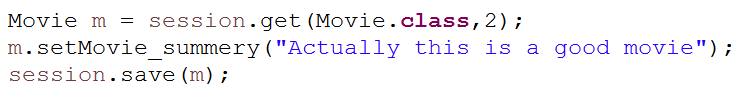 Movie m = session.get(Movie.class,2);
m.setMovie_summery("Actually this is a good movie");
session.save(m);